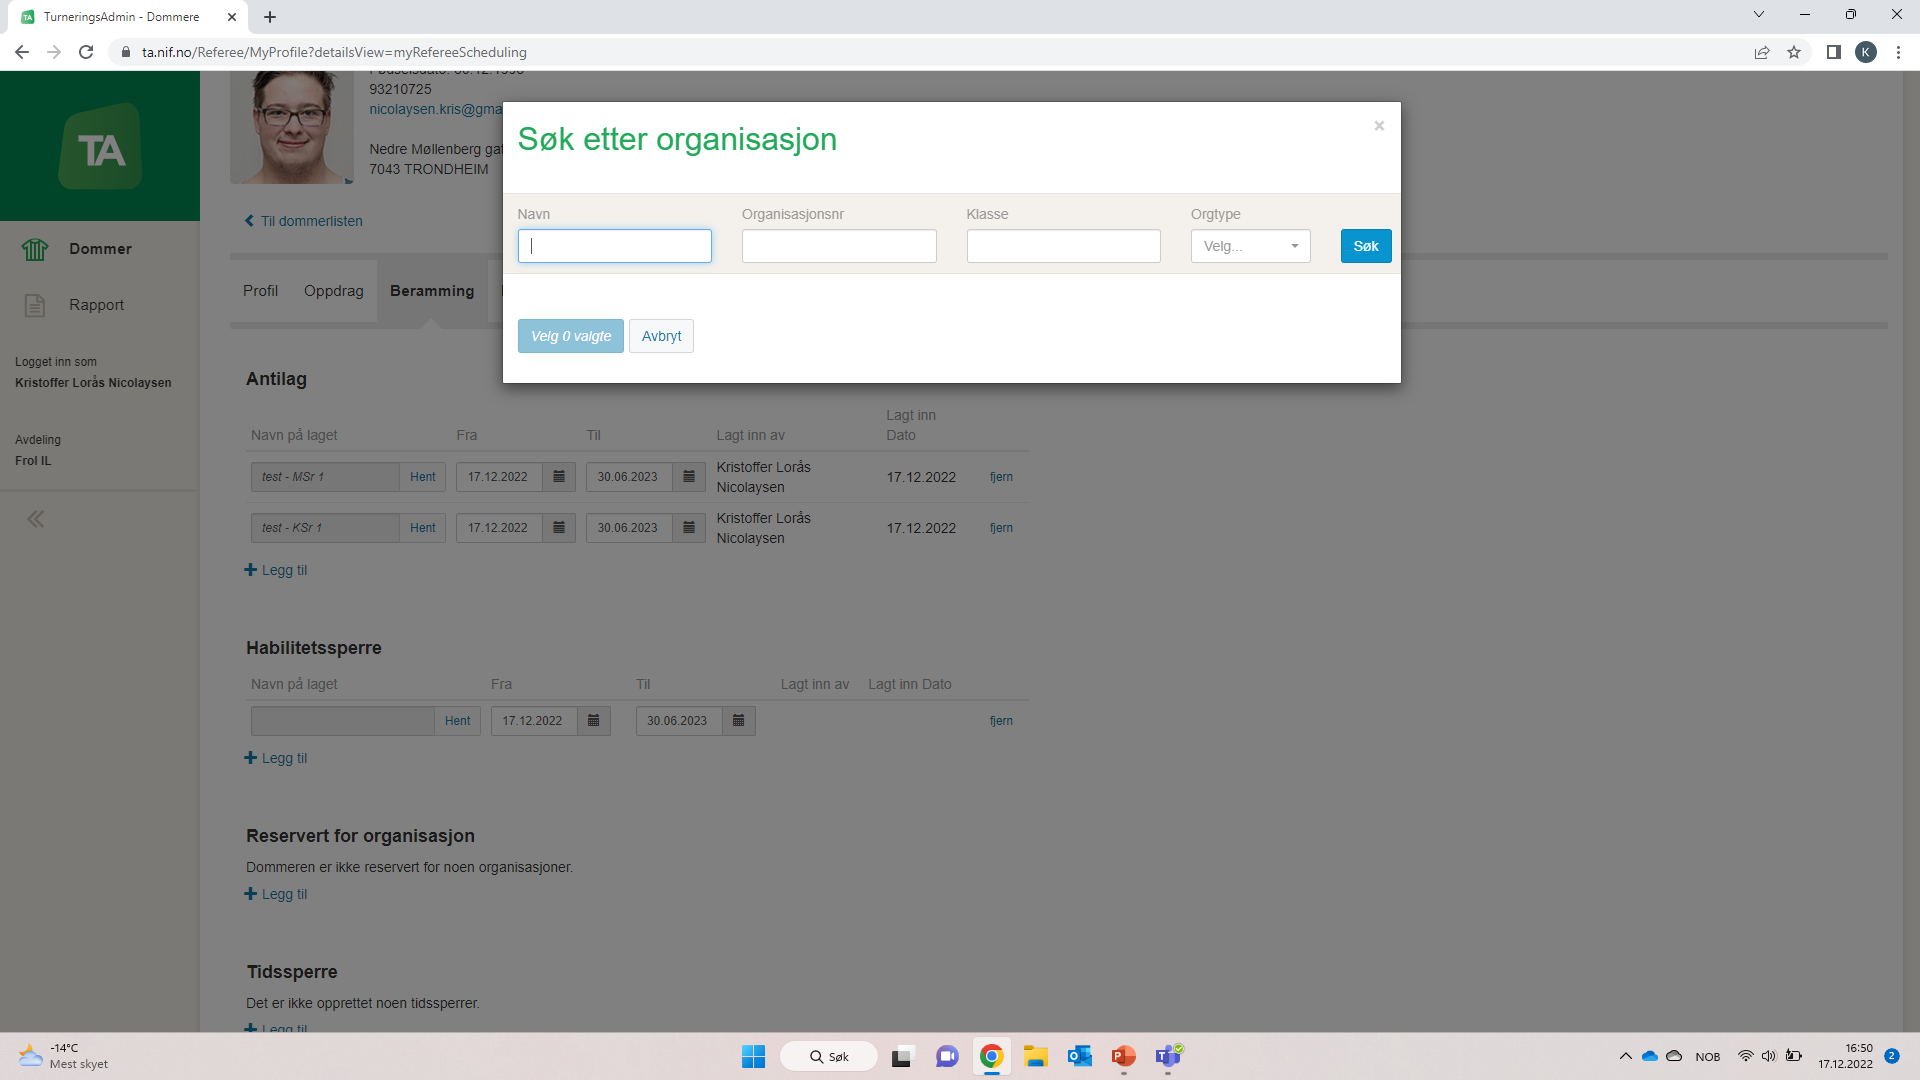 TurneringsAdmin - Dommere
ta.nif.no/Referee/MyProfile?detailsView=myRefereeScheduling
K
TA
Dommer
Rapport
Logget inn som
Kristoffer Lorås Nicolaysen
Avdeling
Frol IL
93210725
nicolaysen.kris@gma
Nedre Møllenberg gat
7043 TRONDHEIM
Til dommerlisten
Profil Oppdrag Beramming
Søk etter organisasjon
×
Navn Organisasjonsnr Klasse Orgtype
Velg... Søk
Velg 0 valgte Avbryt
Antilag
Navn på laget Fra Til Lagt inn av Lagt inn Dato
test - MSr 1 Hent 17.12.2022 30.06.2023 Kristoffer Lorås Nicolaysen 17.12.2022 fjern
test - KSr 1 Hent 17.12.2022 30.06.2023 Kristoffer Lorås Nicolaysen 17.12.2022 fjern
Legg til
Habilitetssperre
Navn på laget Fra Til Lagt inn av Lagt inn Dato
Hent 17.12.2022 30.06.2023 fjern
Legg til
Reservert for organisasjon
Dommeren er ikke reservert for noen organisasjoner.
Legg til
Tidssperre
Det er ikke opprettet noen tidssperrer.
Legg til
-14°C
Mest skyet
Søk
NOB
16:50
17.12.2022
2